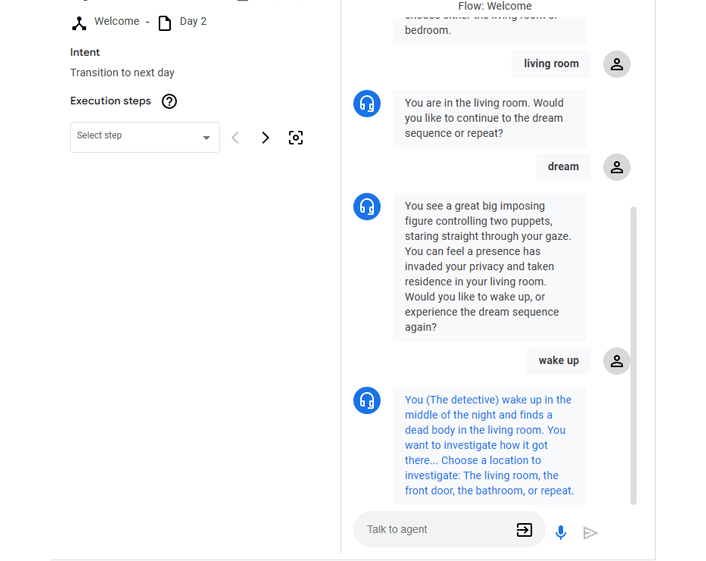 Flow: Welcome
Welcome - Day 2
Intent
Transition to next day
Execution steps
Select step
choose either the living room or
bedroom.
living room
You are in the living room. Would
you like to continue to the dream
sequence or repeat?
dream
You see a great big imposing
figure controlling two puppets,
staring straight through your gaze.
You can feel a presence has
invaded your privacy and taken
residence in your living room.
Would you like to wake up, or
experience the dream sequence
again?
wake up
You (The detective) wake up in the
middle of the night and finds a
dead body in the living room. You
want to investigate how it got
there... Choose a location to
investigate: The living room, the
front door, the bathroom, or repeat.
Talk to agent